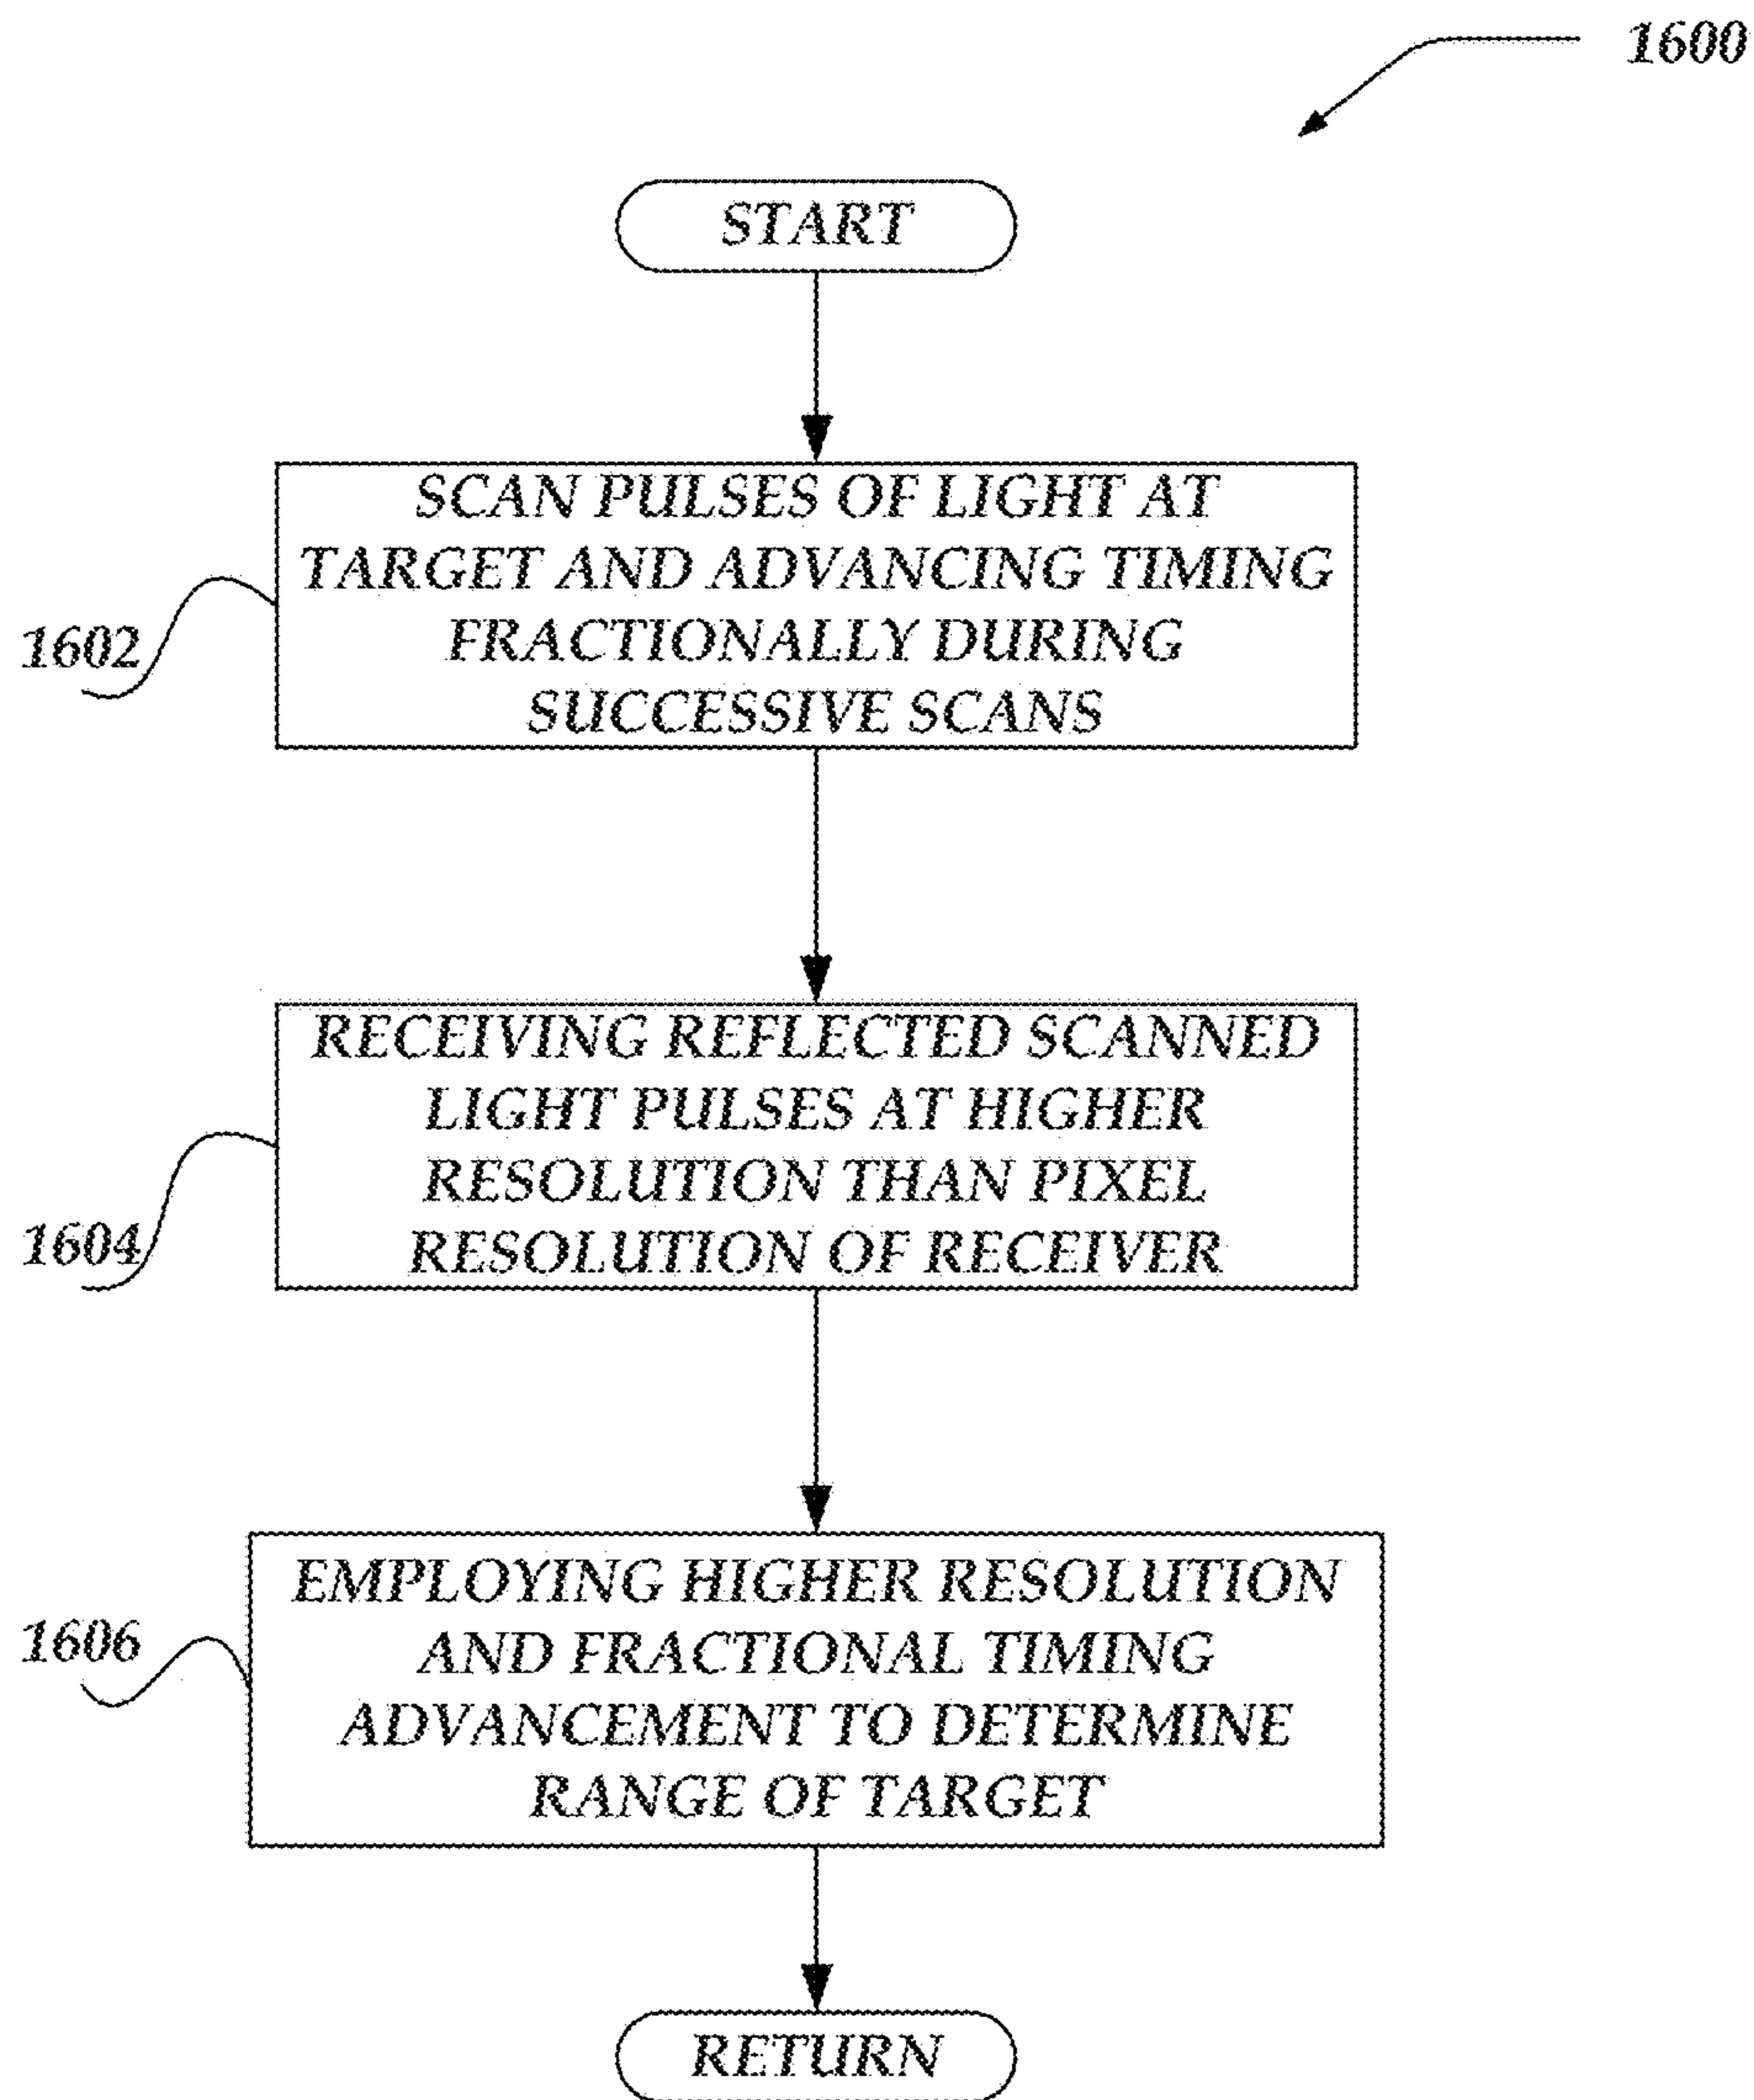 1600
START
SCAN PULSES OF LIGHT AT
TARGET AND ADVANCING TIMING
FRACTIONALLY DURING
SUCCESSIVE SCANS
1602
RECEIVING REFLECTED SCANNED
LIGHT PULSES AT HIGHER
RESOLUTION THAN PIXEL
RESOLUTION OF RECEIVER
1604
EMPLOYING HIGHER RESOLUTION
AND FRACTIONAL TIMING
ADVANCEMENT TO DETERMINE
RANGE OF TARGET
1606
RETURN